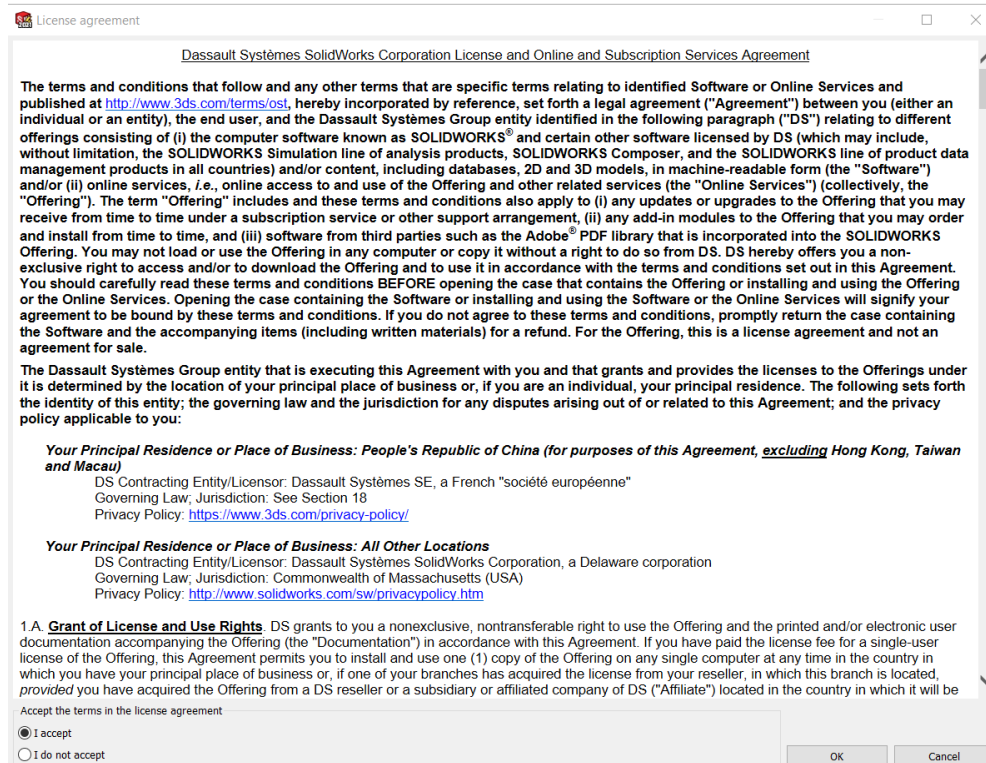 License agreement
Dassault Systèmes SolidWorks Corporation License and Online and Subscription Services Agreement
The terms and conditions that follow and any other terms that are specific terms relating to identified Software or Online Services and
published at http://www.3ds.com/terms/ost, hereby incorporated by reference, set forth a legal agreement ("Agreement") between you (either an
individual or an entity), the end user, and the Dassault Systèmes Group entity identified in the following paragraph ("DS") relating to different
offerings consisting of (i) the computer software known as SOLIDWORKS® and certain other software licensed by DS (which may include,
without limitation, the SOLIDWORKS Simulation line of analysis products, SOLIDWORKS Composer, and the SOLIDWORKS line of product data
management products in all countries) and/or content, including databases, 2D and 3D models, in machine-readable form (the "Software")
and/or (ii) online services, i.e., online access to and use of the Offering and other related services (the "Online Services") (collectively, the
"Offering"). The term "Offering" includes and these terms and conditions also apply to (i) any updates or upgrades to the Offering that you may
receive from time to time under a subscription service or other support arrangement, (ii) any add-in modules to the Offering that you may order
and install from time to time, and (iii) software from third parties such as the Adobe® PDF library that is incorporated into the SOLIDWORKS
Offering. You may not load or use the Offering in any computer or copy it without a right to do so from DS. DS hereby offers you a non-
exclusive right to access and/or to download the Offering and to use it in accordance with the terms and conditions set out in this Agreement.
You should carefully read these terms and conditions BEFORE opening the case that contains the Offering or installing and using the Offering
or the Online Services. Opening the case containing the Software or installing and using the Software or the Online Services will signify your
agreement to be bound by these terms and conditions. If you do not agree to these terms and conditions, promptly return the case containing
the Software and the accompanying items (including written materials) for a refund. For the Offering, this is a license agreement and not an
agreement for sale.
The Dassault Systèmes Group entity that is executing this Agreement with you and that grants and provides the licenses to the Offerings under
it is determined by the location of your principal place of business or, if you are an individual, your principal residence. The following sets forth
the identity of this entity; the governing law and the jurisdiction for any disputes arising out of or related to this Agreement; and the privacy
policy applicable to you:
Your Principal Residence or Place of Business: People's Republic of China (for purposes of this Agreement, excluding Hong Kong, Taiwan
and Macau)
DS Contracting Entity/Licensor: Dassault Systèmes SE, a French "société européenne"
Governing Law; Jurisdiction: See Section 18
Privacy Policy: https://www.3ds.com/privacy-policy/
Your Principal Residence or Place of Business: All Other Locations
DS Contracting Entity/Licensor: Dassault Systèmes SolidWorks Corporation, a Delaware corporation
Governing Law; Jurisdiction: Commonwealth of Massachusetts (USA)
Privacy Policy: http://www.solidworks.com/sw/privacypolicy.htm
1.A. Grant of License and Use Rights. DS grants to you a nonexclusive, nontransferable right to use the Offering and the printed and/or electronic user
documentation accompanying the Offering (the "Documentation") in accordance with this Agreement. If you have paid the license fee for a single-user
license of the Offering, this Agreement permits you to install and use one (1) copy of the Offering on any single computer at any time in the country in
which you have your principal place of business or, if one of your branches has acquired the license from your reseller, in which this branch is located,
provided you have acquired the Offering from a DS reseller or a subsidiary or affiliated company of DS ("Affiliate") located in the country in which it will be
Accept the terms in the license agreement
I accept
I do not accept
OK
Cancel